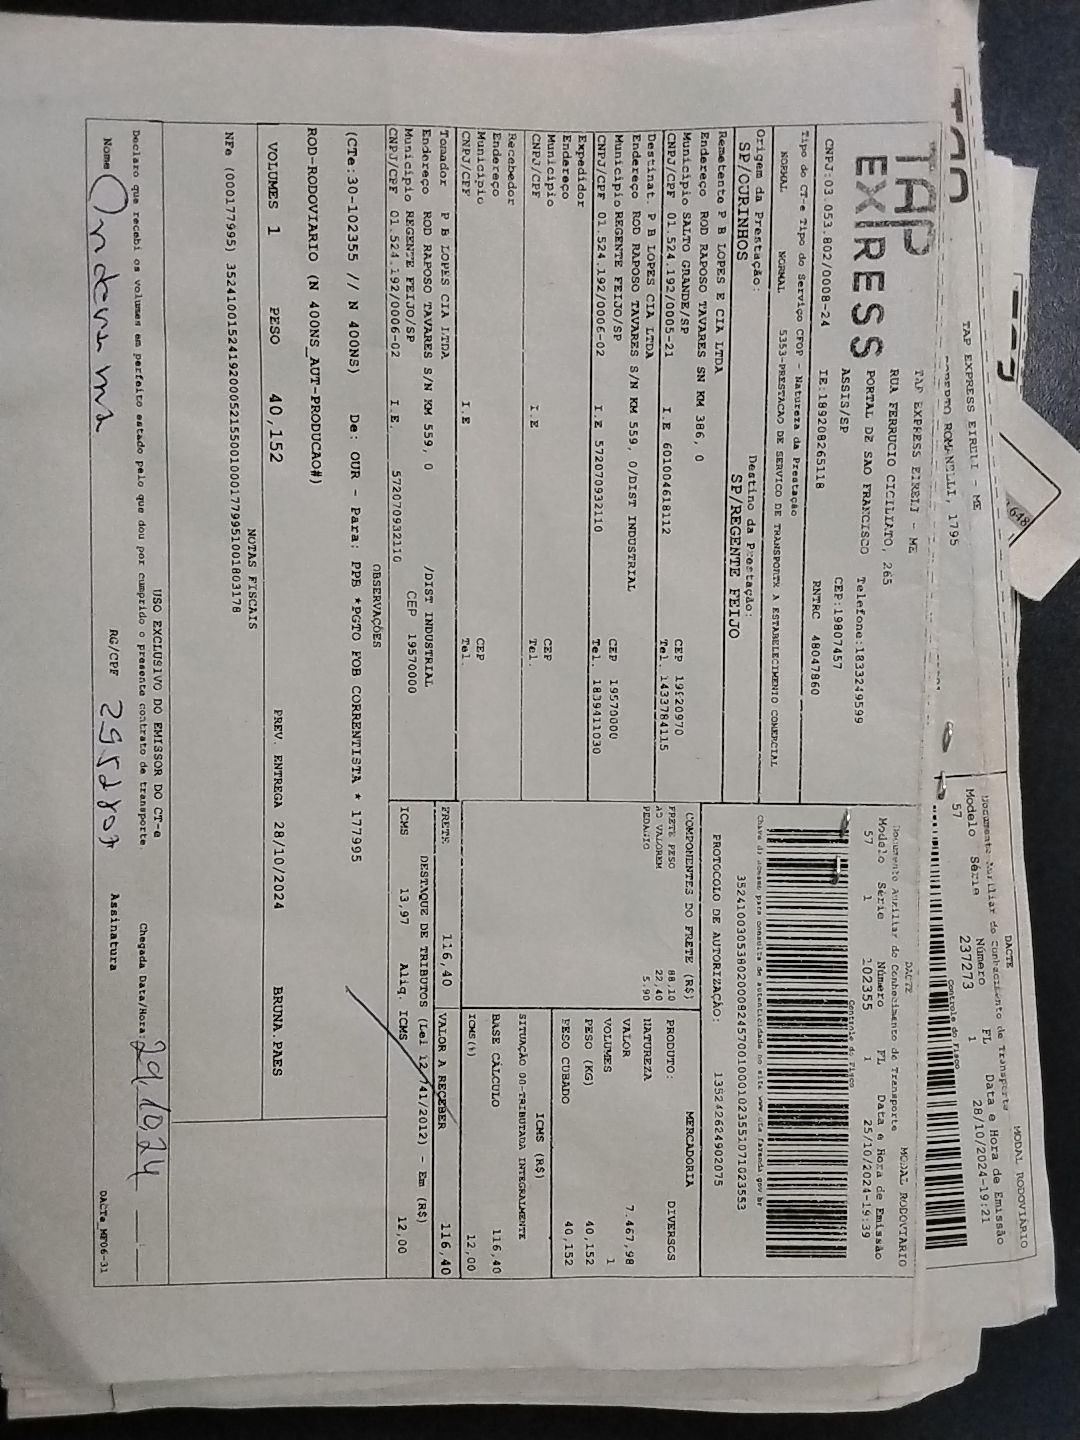 TAP EXPRESS EIRELI - ME
ROMANELLI, 1795
DACTE
MODAL RODOVIÁRIO
Modelo Série Número FL Data e Hora de Emissão
57 237273 1 28/10/2024-19:21
Controle do Fisco
TAP
EXPRESS
TAP EXPRESS EIRELI - ME
RUA FERRUCIO CICILIATO, 265
PORTAL DE SAO FRANCISCO
ASSIS/SP
Telefone:1833249599
CEP:19807457
CNPJ:03.053.802/0008-24
IE:189208265118
RNTRC 48047860
DACTE
MODAL RODOVIARIO
Documento Auxiliar do Conhecimento de Transporte
Modelo Série Número FL Data e Hora de Emissão
57 1 102355 1 25/10/2024-19:39
Controle do Fisco
Tipo do CT-e Tipo do Serviço CFOP - Natureza da Prestação
NORMAL NORMAL 5353-PRESTACAO DE SERVICO DE TRANSPORTE A ESTABELECIMENTO COMERCIAL
Chave de acesso para consulta de autenticidade no site www.cte.fazenda.gov.br
35241003053802000824570010001023551071023553
PROTOCOLO DE AUTORIZAÇÃO: 135242624902075
Origem da Prestação:
SP/OURINHOS
Destino da Prestação:
SP/REGENTE FEIJO
Remetente P B LOPES E CIA LTDA
Endereço ROD RAPOSO TAVARES SN KM 386, 0
Município SALTO GRANDE/SP CEP 19920970
CNPJ/CPF 01.524.192/0005-21 I.E 601004618112 Tel. 1433784115
Destinat. P B LOPES CIA LTDA
Endereço ROD RAPOSO TAVARES S/N KM 559, 0/DIST INDUSTRIAL
Município REGENTE FEIJO/SP CEP 19570000
CNPJ/CPF 01.524.192/0006-02 I.E 572070932110 Tel. 1839411030
Expedidor
Endereço
Município CEP
CNPJ/CPF I.E Tel.
Recebedor
Endereço
Município CEP
CNPJ/CPF I.E Tel.
Tomador P B LOPES CIA LTDA
Endereço ROD RAPOSO TAVARES S/N KM 559, 0 /DIST INDUSTRIAL
Município REGENTE FEIJO/SP CEP 19570000
CNPJ/CPF 01.524.192/0006-02 I.E. 572070932110
COMPONENTES DO FRETE (R$)
FRETE PESO 88,10
AD VALOREM 22,40
PEDAGIO 5,90
MERCADORIA
PRODUTO: DIVERSOS
NATUREZA
VALOR 7.467,98
VOLUMES 1
PESO (KG) 40,152
PESO CUBADO 40,152
ICMS (R$)
SITUAÇÃO 00-TRIBUTADA INTEGRALMENTE
BASE CÁLCULO 116,40
ICMS(%) 12,00
FRETE 116,40 VALOR A RECEBER 116,40
DESTAQUE DE TRIBUTOS (Lei 12.741/2012) - Em (R$)
ICMS 13,97 Aliq. ICMS 12,00
OBSERVAÇÕES
(CTe:30-102355 // N 400NS) De: OUR - Para: PPB *PGTO FOB CORRENTISTA * 177995
ROD-RODOVIARIO (N 400NS_AUT-PRODUCAO#)
VOLUMES 1 PESO 40,152 PREV. ENTREGA 28/10/2024 BRUNA.PAES
NOTAS FISCAIS
NFe (000177995) 35241001524192000521550010001779951001803178
USO EXCLUSIVO DO EMISSOR DO CT-e
Declaro que recebi os volumes em perfeito estado pelo que dou por cumprido o presente contrato de transporte. Chegada Data/Hora: 29.10.24
Nome RG/CPF Assinatura
DACTe_MP06-31